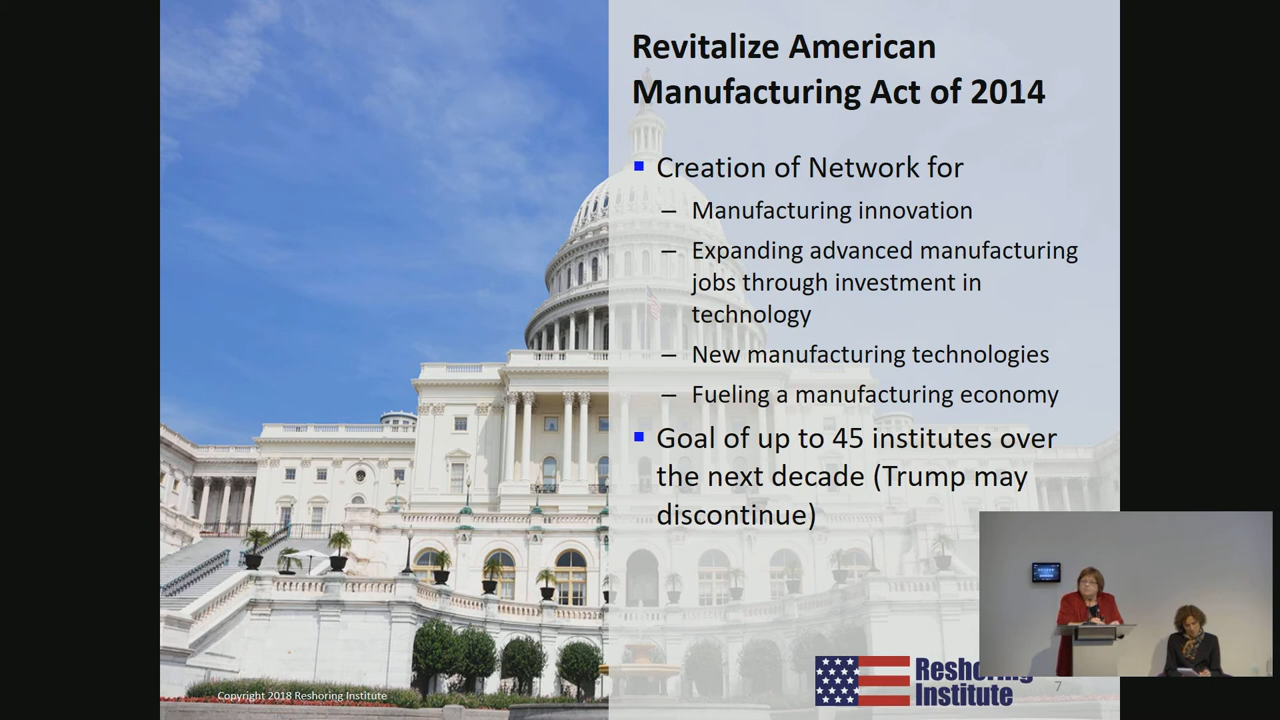 Revitalize American
Manufacturing Act of 2014
Creation of Network for
– Manufacturing innovation
– Expanding advanced manufacturing
jobs through investment in
technology
– New manufacturing technologies
– Fueling a manufacturing economy
Goal of up to 45 institutes over
the next decade (Trump may
discontinue)
Reshoring
Institute
7
Copyright 2018 Reshoring Institute